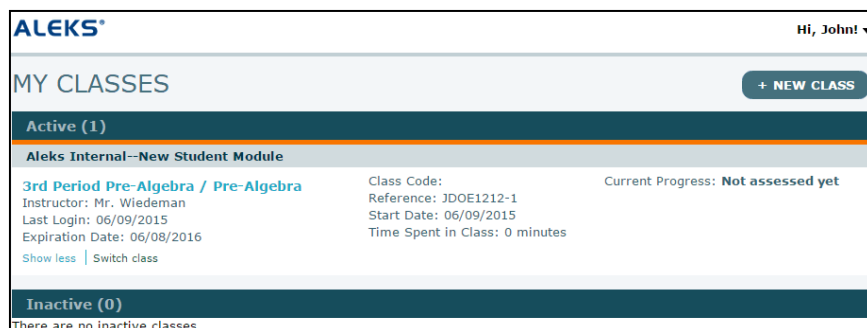 ALEKS®
Hi, John!
MY CLASSES
+ NEW CLASS
Active (1)
Aleks Internal--New Student Module
3rd Period Pre-Algebra / Pre-Algebra
Instructor: Mr. Wiedeman
Last Login: 06/09/2015
Expiration Date: 06/08/2016
Show less | Switch class
Class Code:
Reference: JDOE1212-1
Start Date: 06/09/2015
Time Spent in Class: 0 minutes
Current Progress: Not assessed yet
Inactive (0)
There are no inactive classes